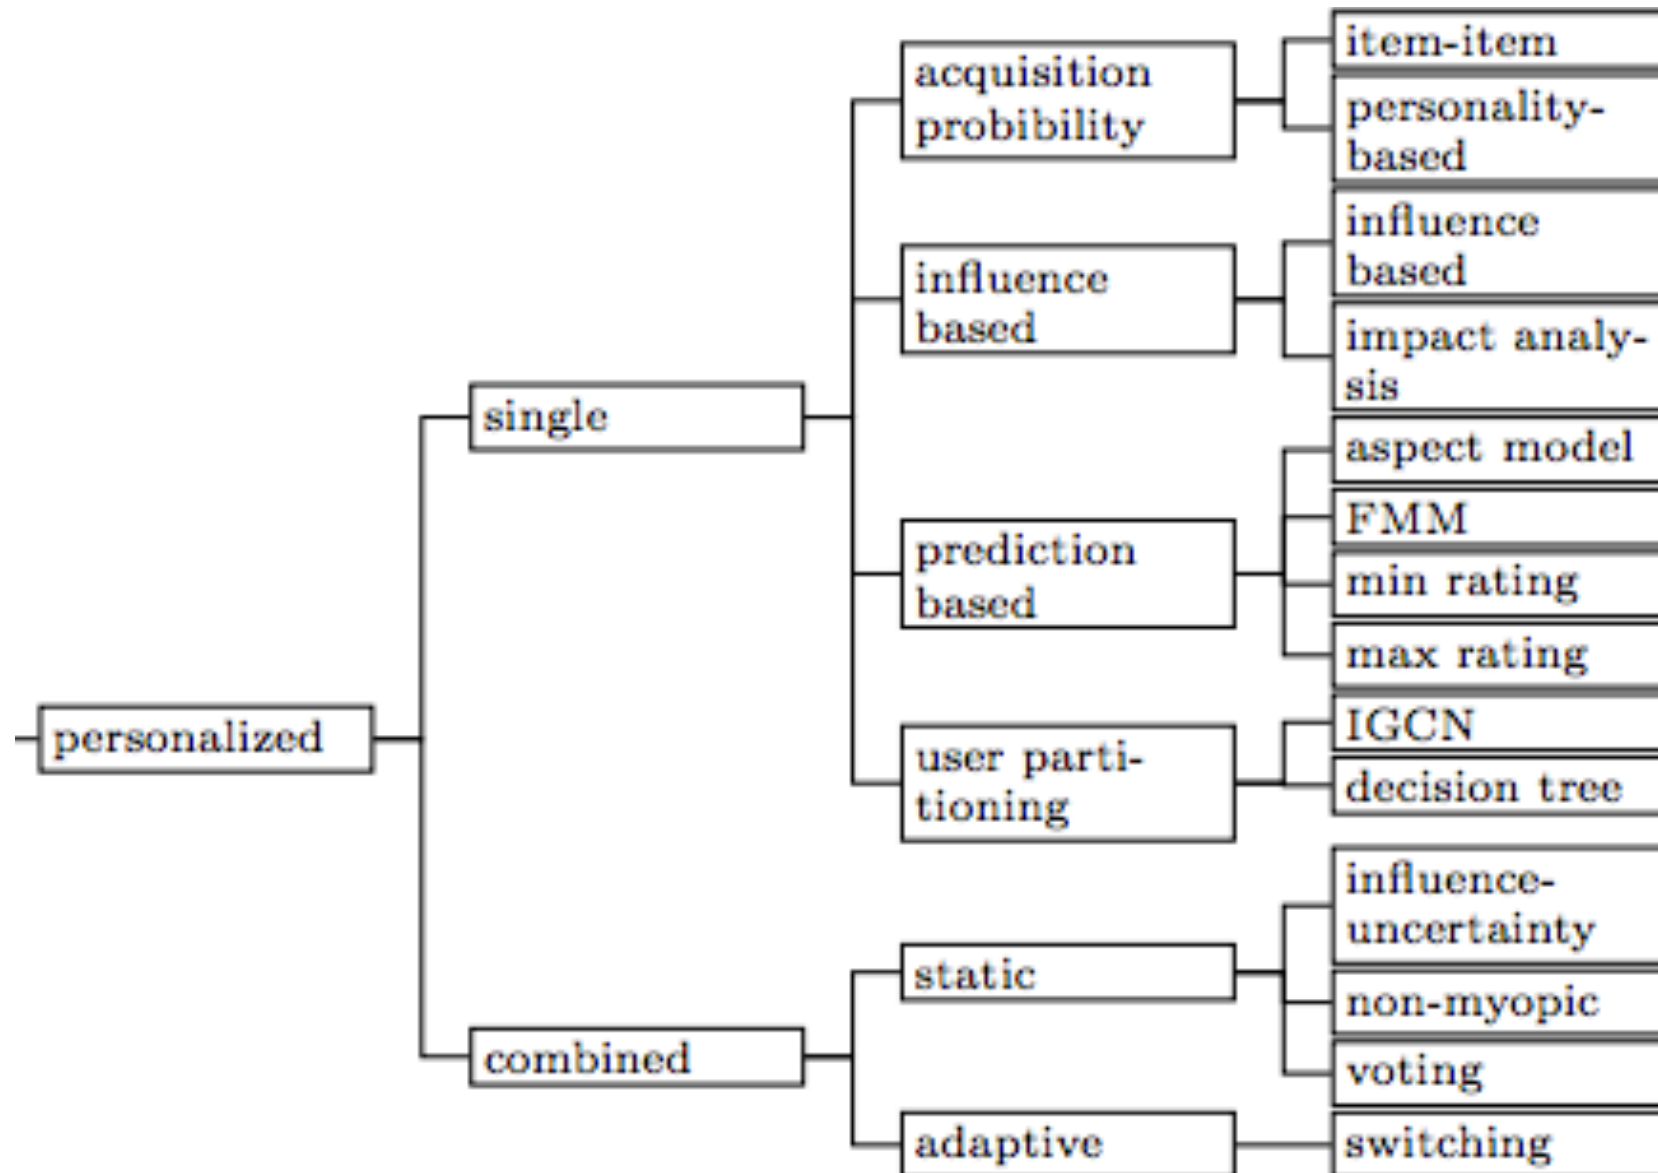 personalized
single
acquisition
probibility
item-item
personality-
based
influence
based
influence
based
impact analy-
sis
prediction
based
aspect model
FMM
min rating
max rating
user parti-
tioning
IGCN
decision tree
combined
static
influence-
uncertainty
non-myopic
voting
adaptive
switching